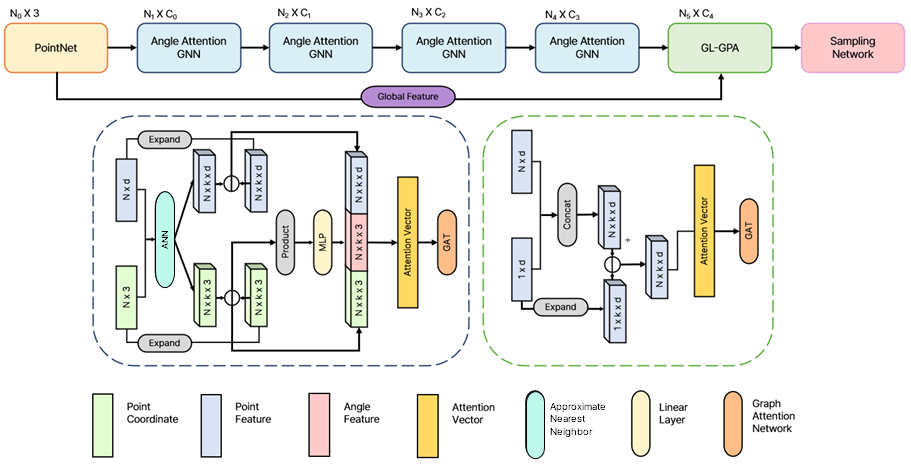 N₀ X 3
N₁ X C₀
N₂ X C₁
N₃ X C₂
N₄ X C₃
N₅ X C₄
PointNet
Angle Attention
GNN
Angle Attention
GNN
Angle Attention
GNN
Angle Attention
GNN
GL-GPA
Sampling
Network
Global Feature
Expand
N x d
N x 3
ANN
N x k x d
N x k x d
N x k x 3
N x k x 3
Expand
Product
MLP
N x k x d
N x k x 3
N x k x 3
Attention Vector
GAT
N x d
1 x d
Concat
Expand
N x k x d
+
1 x k x d
N x k x d
Attention Vector
GAT
Point
Coordinate
Point
Feature
Angle
Feature
Attention
Vector
Approximate
Nearest
Neighbor
Linear
Layer
Graph
Attention
Network